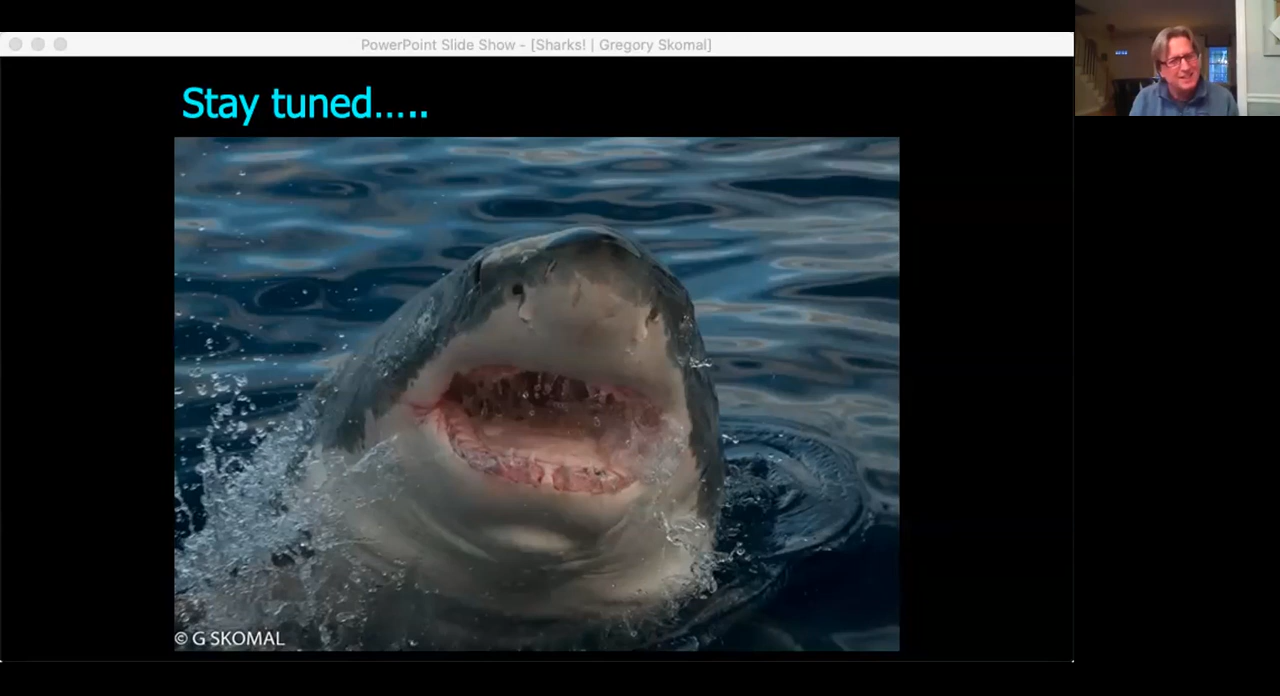 PowerPoint Slide Show - [Sharks! | Gregory Skomal]
Stay tuned.....
© G SKOMAL